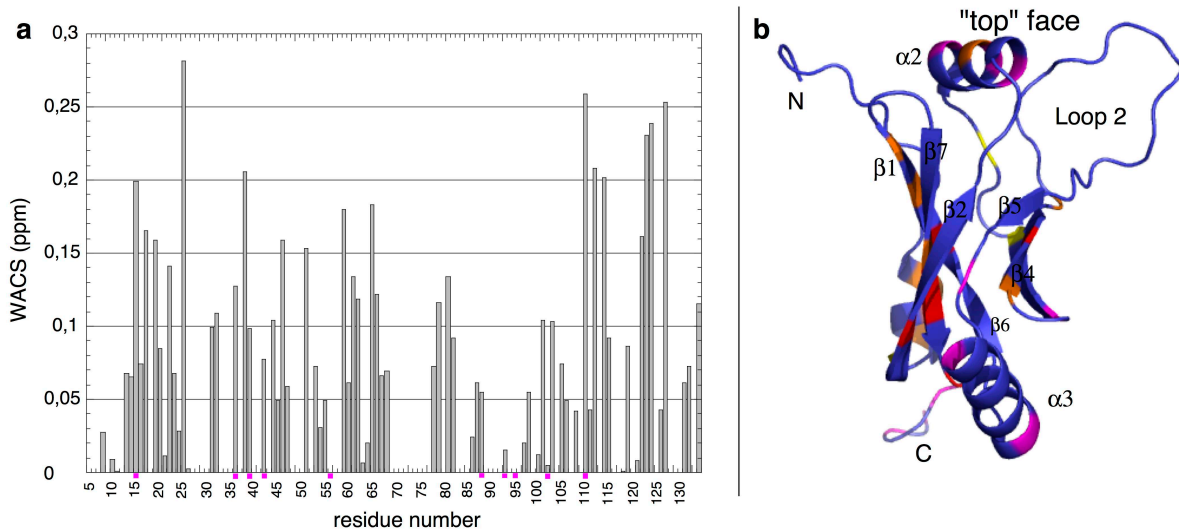 a
0,3
0,25
0,2
0,15
0,1
0,05
0
WACS (ppm)
5 10 15 20 25 30 35 40 45 50 55 60 65 70 75 80 85 90 95 100 105 110 115 120 125 130
residue number
b
"top" face
α2
N
Loop 2
β7
β1
β2
β5
β4
β6
α3
C